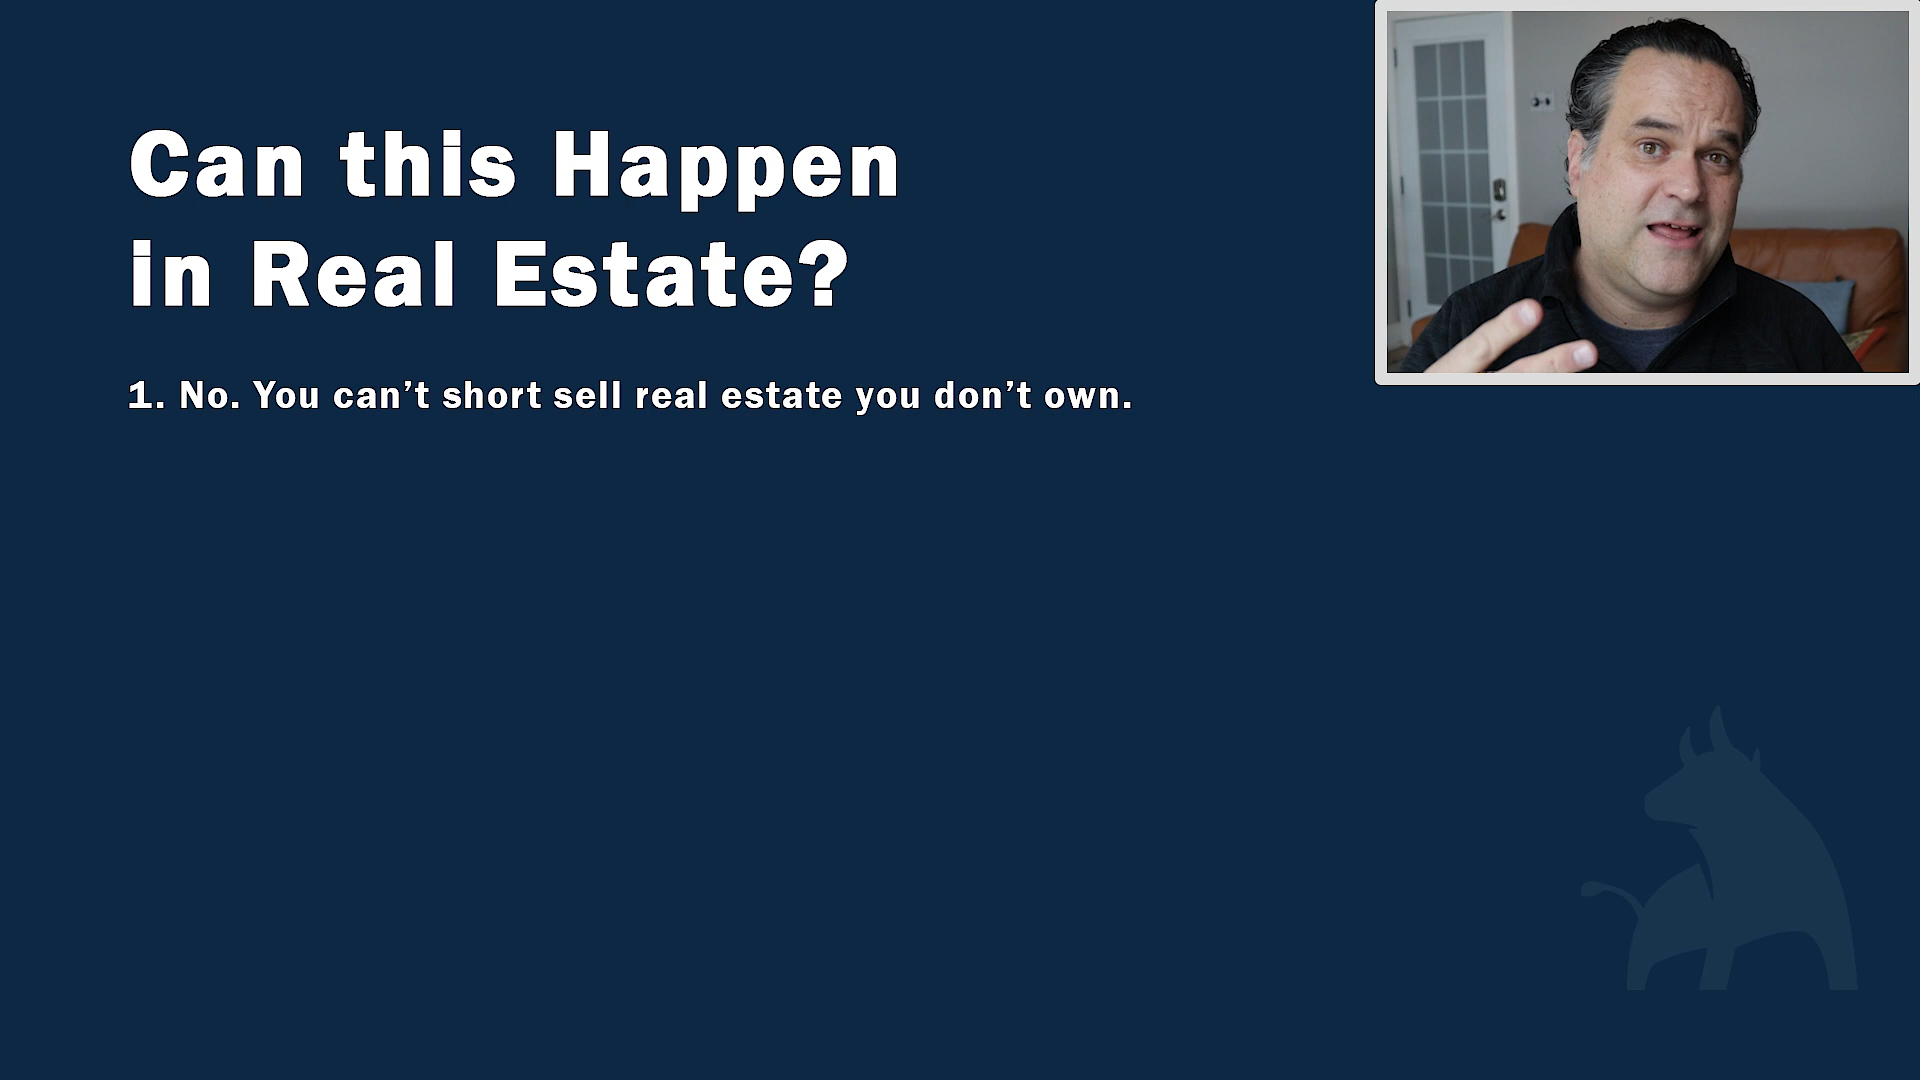 Can this Happen
in Real Estate?
1. No. You can’t short sell real estate you don’t own.